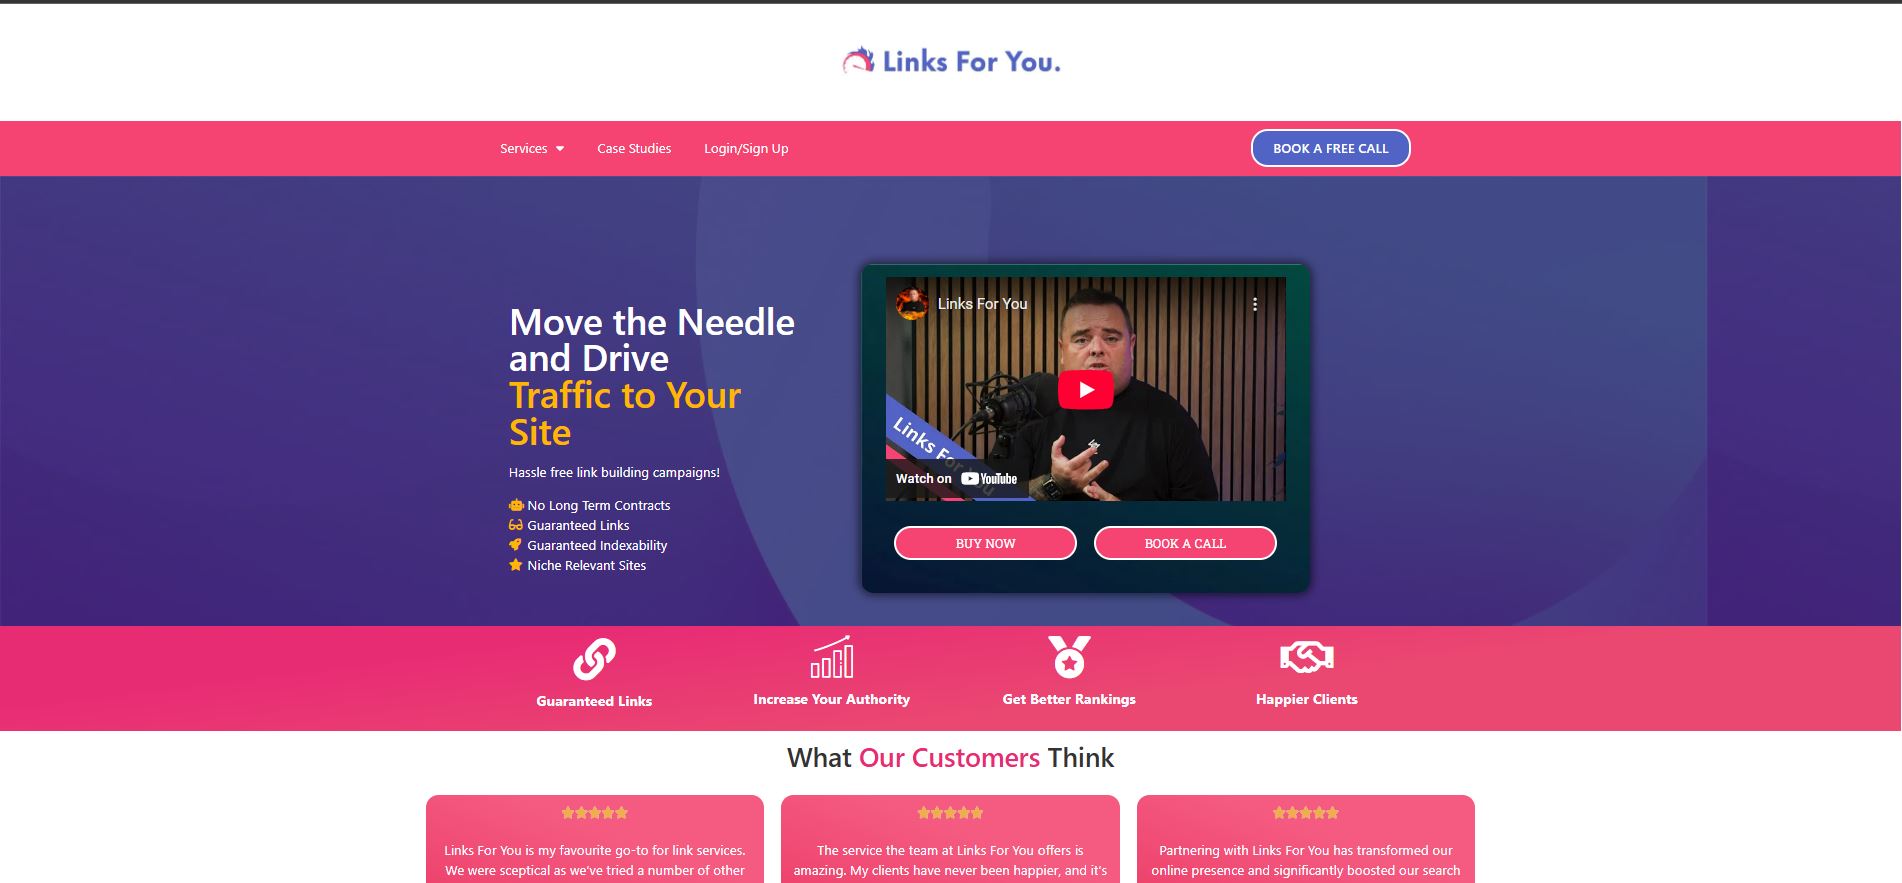 Links For You.
Services
Case Studies
Login/Sign Up
BOOK A FREE CALL
Move the Needle
and Drive
Traffic to Your
Site
Hassle free link building campaigns!
No Long Term Contracts
Guaranteed Links
Guaranteed Indexability
Niche Relevant Sites
Links For You
Links For You
Watch on YouTube
BUY NOW
BOOK A CALL
Guaranteed Links
Increase Your Authority
Get Better Rankings
Happier Clients
What Our Customers Think
Links For You is my favourite go-to for link services.
We were sceptical as we've tried a number of other
The service the team at Links For You offers is
amazing. My clients have never been happier, and it's
Partnering with Links For You has transformed our
online presence and significantly boosted our search